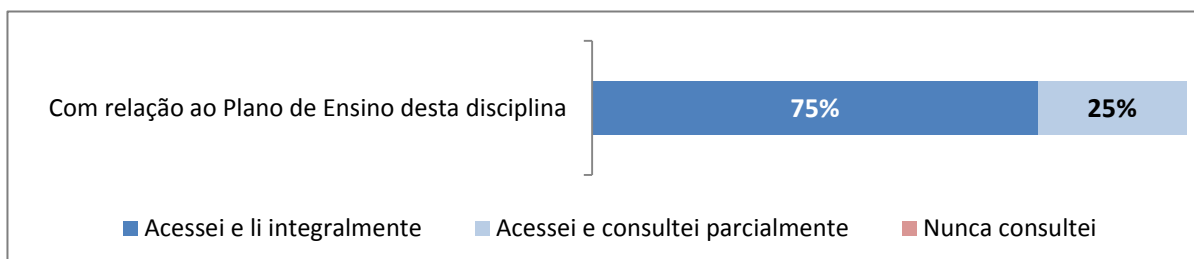 Com relação ao Plano de Ensino desta disciplina 75% 25%
Acessei e li integralmente Acessei e consultei parcialmente Nunca consultei